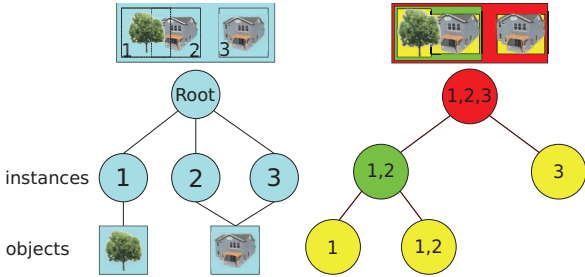 1 2 3
Root 1,2,3
instances 1 2 3 1,2 3
objects 1 1,2